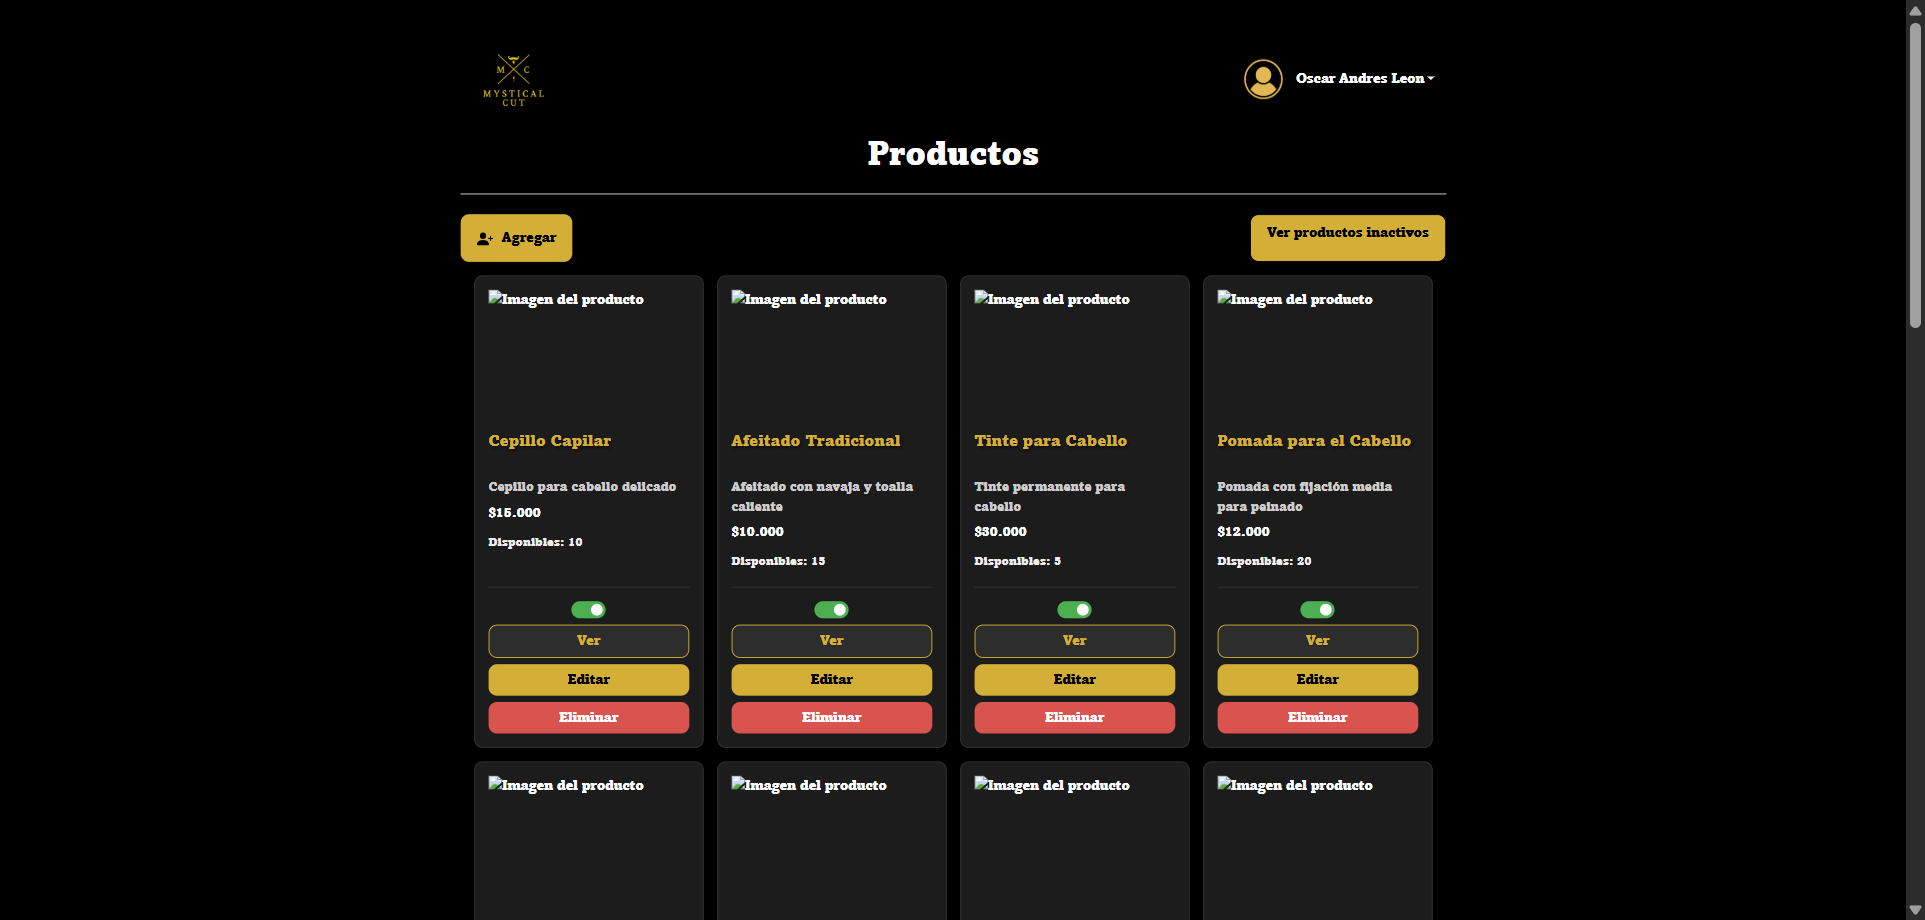 M C
MYSTICAL
CUT
Oscar Andres Leon
Productos
Agregar
Ver productos inactivos
Imagen del producto
Cepillo Capilar
Cepillo para cabello delicado
$15.000
Disponibles: 10
Ver
Editar
Eliminar
Imagen del producto
Afeitado Tradicional
Afeitado con navaja y toalla
caliente
$10.000
Disponibles: 15
Ver
Editar
Eliminar
Imagen del producto
Tinte para Cabello
Tinte permanente para
cabello
$30.000
Disponibles: 5
Ver
Editar
Eliminar
Imagen del producto
Pomada para el Cabello
Pomada con fijación media
para peinado
$12.000
Disponibles: 20
Ver
Editar
Eliminar
Imagen del producto
Imagen del producto
Imagen del producto
Imagen del producto